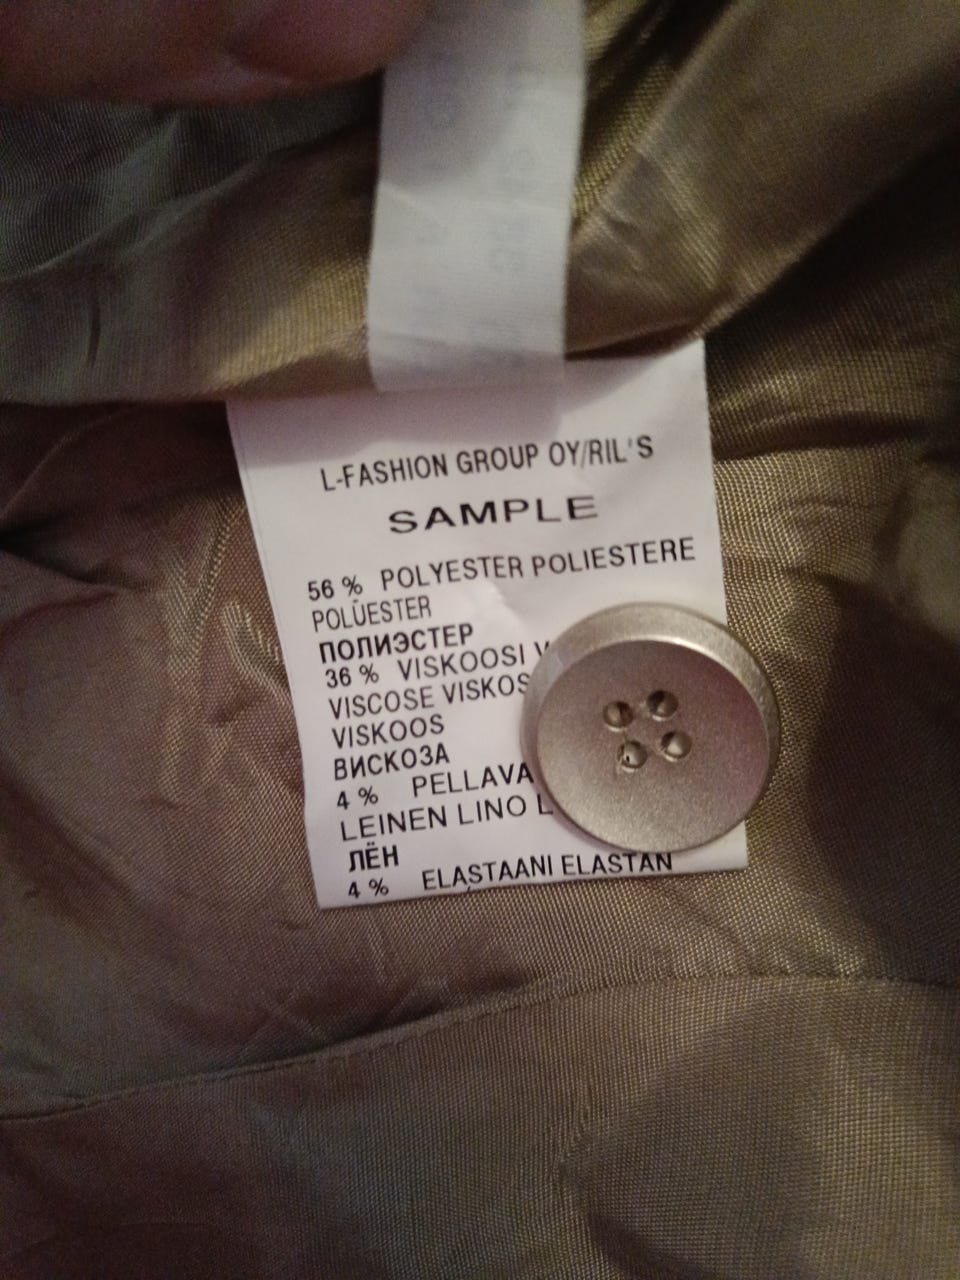 L-FASHION GROUP OY/RIL'S
SAMPLE
56 % POLYESTER POLIESTERE
POLÜESTER
ПОЛИЭСТЕР
36 % VISKOOSI
VISCOSE VISKOS
VISKOOS
ВИСКОЗА
4 % PELLAVA
LEINEN LINO
ЛЁН
4 % ELASTAANI ELASTAN